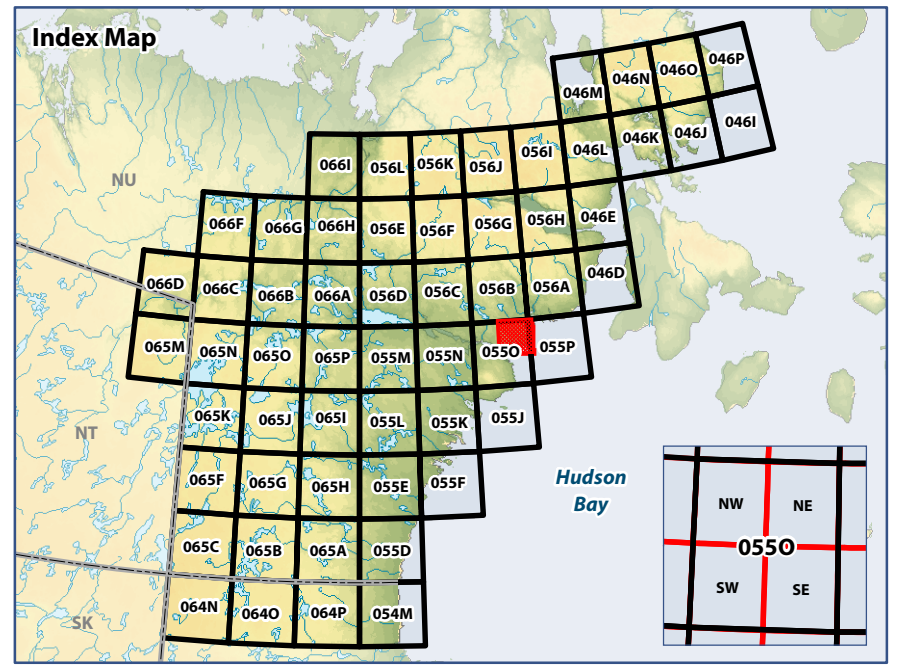 Index Map
046M 046N 046O 046P
066I 056L 056K 056J 056I 046L 046K 046J 046I
NU
066F 066G 066H 056E 056F 056G 056H 046E
066D 066C 066B 066A 056D 056C 056B 056A 046D
065M 065N 065O 065P 055M 055N 055O 055P
NT
065K 065J 065I 055L 055K 055J
065F 065G 065H 055E 055F
Hudson
Bay
065C 065B 065A 055D
SK
064N 064O 064P 054M
NW NE
055O
SW SE